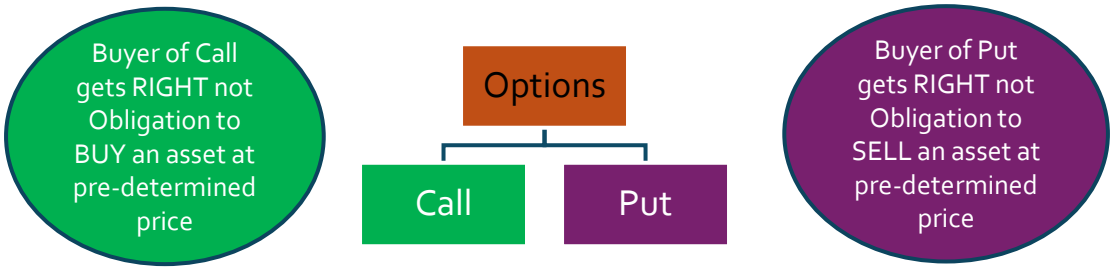 Buyer of Call
gets RIGHT not
Obligation to
BUY an asset at
pre-determined
price
Options
Call
Put
Buyer of Put
gets RIGHT not
Obligation to
SELL an asset at
pre-determined
price